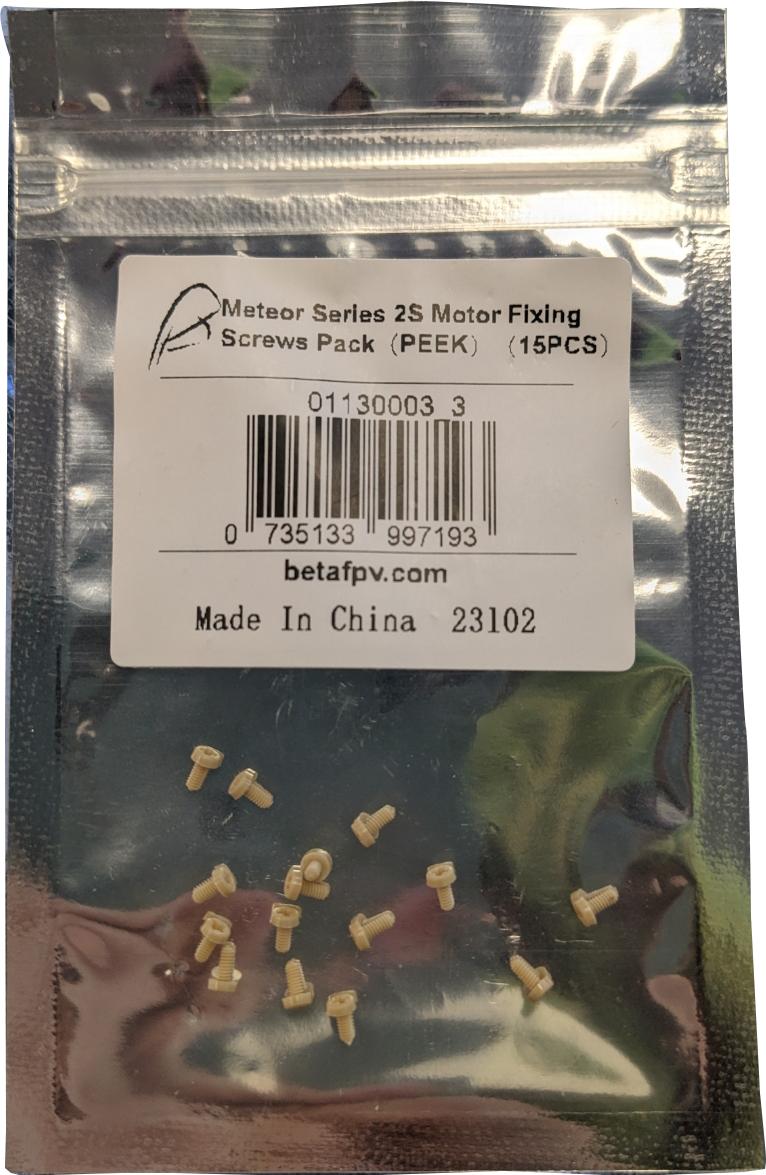 Meteor Series 2S Motor Fixing
Screws Pack（PEEK） （15PCS）
01130003 3
0 735133 997193
betafpv.com
Made In China 23102